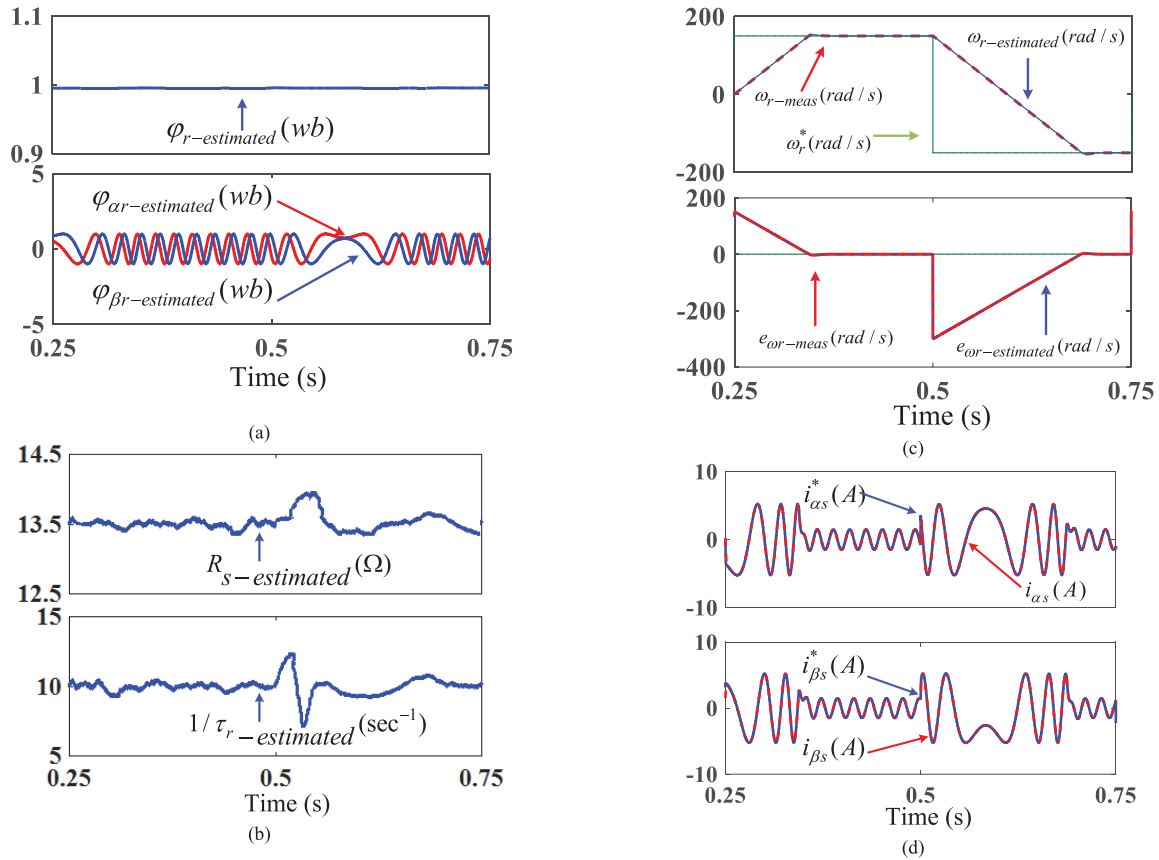 1.1
1
0.9
φr−estimated(wb)
5
0
-5
φαr−estimated(wb)
φβr−estimated(wb)
0.25
0.5
0.75
Time (s)
(a)
14.5
13.5
12.5
Rs−estimated(Ω)
15
10
5
1/τr−estimated(sec⁻¹)
0.25
0.5
0.75
Time (s)
(b)
200
0
-200
ωr−estimated(rad / s)
ωr−meas(rad / s)
ω*r(rad / s)
200
0
-200
-400
eωr−meas(rad / s)
eωr−estimated(rad / s)
0.25
0.5
0.75
Time (s)
(c)
10
0
-10
i*αs(A)
iαs(A)
10
0
-10
i*βs(A)
iβs(A)
0.25
0.5
0.75
Time (s)
(d)